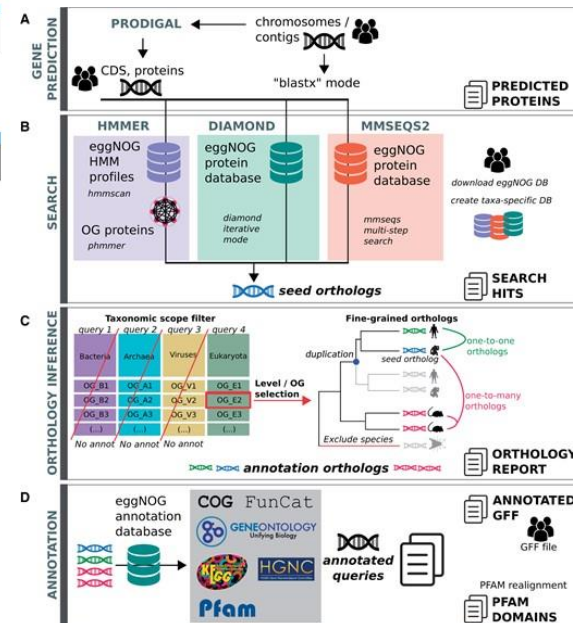 A
GENE PREDICTION
PRODIGAL
chromosomes /
contigs
CDS, proteins
"blastx" mode
PREDICTED
PROTEINS
B
SEARCH
HMMER
DIAMOND
MMSEQS2
eggNOG
HMM
profiles
hmmscan
OG proteins
phmmer
eggNOG
protein
database
diamond
iterative
mode
eggNOG
protein
database
mmseqs
multi-step
search
download eggNOG DB
create taxa-specific DB
seed orthologs
SEARCH
HITS
C
ORTHOLOGY INFERENCE
Taxonomic scope filter
query 1 query 2 query 3 query 4
Bacteria Archaea Viruses Eukaryota
OG_B1 OG_A1 OG_V1 OG_E1
OG_B2 OG_A2 OG_V2 OG_E2
OG_B3 OG_A3 OG_V3 OG_E3
(...) (...) (...) (...)
No annot No annot No annot
Level / OG
selection
Fine-grained orthologs
duplication
seed ortholog
one-to-one
orthologs
one-to-many
orthologs
Exclude species
annotation orthologs
ORTHOLOGY
REPORT
D
ANNOTATION
eggNOG
annotation
database
COG FunCat
GENEONTOLOGY
Unifying Biology
KEGG
HGNC
Pfam
annotated
queries
ANNOTATED
GFF
GFF file
PFAM realignment
PFAM
DOMAINS